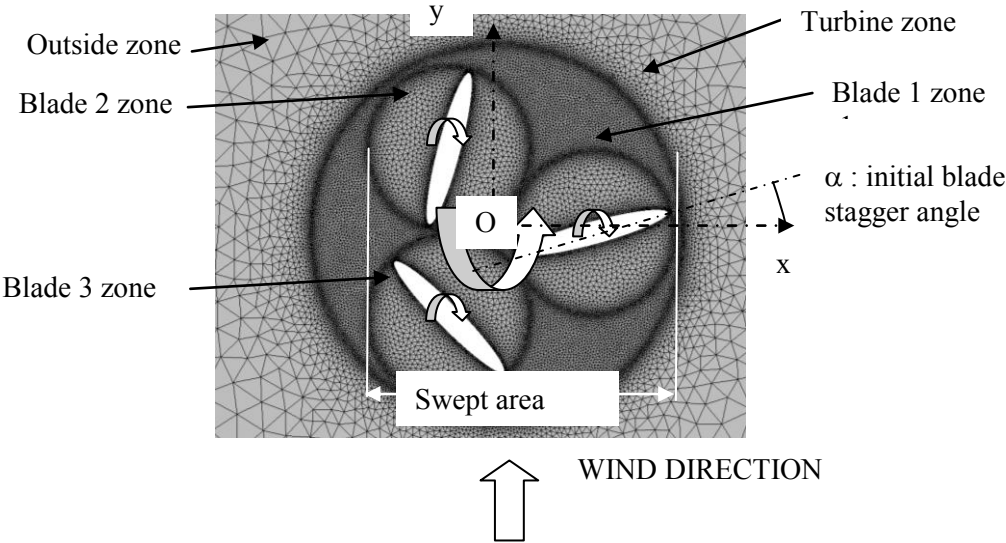 y
Turbine zone
Outside zone
Blade 2 zone
Blade 1 zone
α : initial blade
stagger angle
O
x
Blade 3 zone
Swept area
WIND DIRECTION